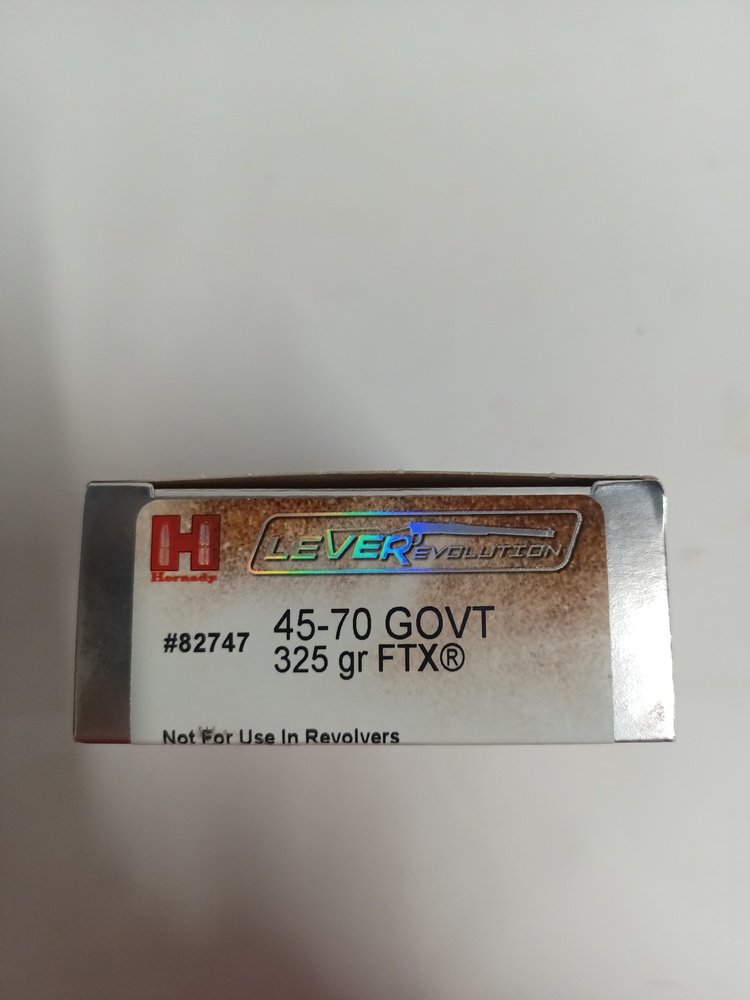 Hornady
LEVEREVOLUTION
#82747
45-70 GOVT
325 gr FTX®
Not For Use In Revolvers